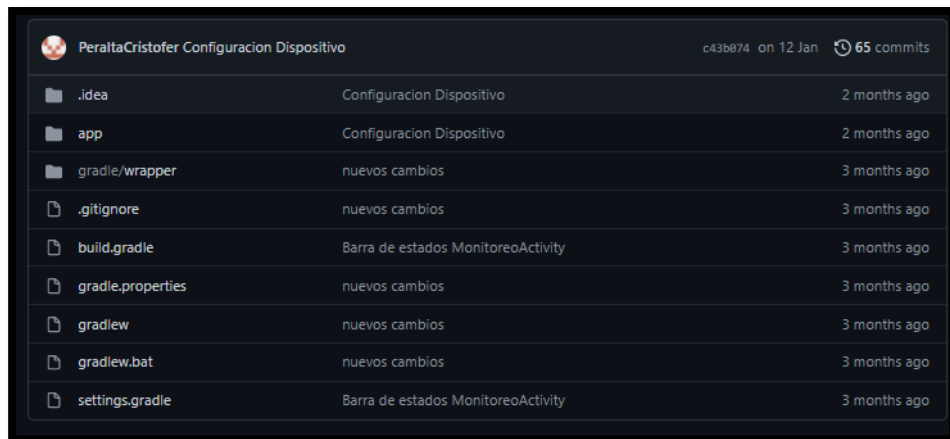 PeraltaCristofer Configuracion Dispositivo c43b074 on 12 Jan 65 commits
.idea Configuracion Dispositivo 2 months ago
app Configuracion Dispositivo 2 months ago
gradle/wrapper nuevos cambios 3 months ago
.gitignore nuevos cambios 3 months ago
build.gradle Barra de estados MonitoreoActivity 3 months ago
gradle.properties nuevos cambios 3 months ago
gradlew nuevos cambios 3 months ago
gradlew.bat nuevos cambios 3 months ago
settings.gradle Barra de estados MonitoreoActivity 3 months ago